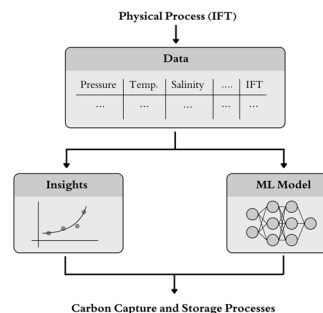 Physical Process (IFT)
Data
Pressure Temp. Salinity .... IFT
... ... ... ... ...
Insights ML Model
Carbon Capture and Storage Processes